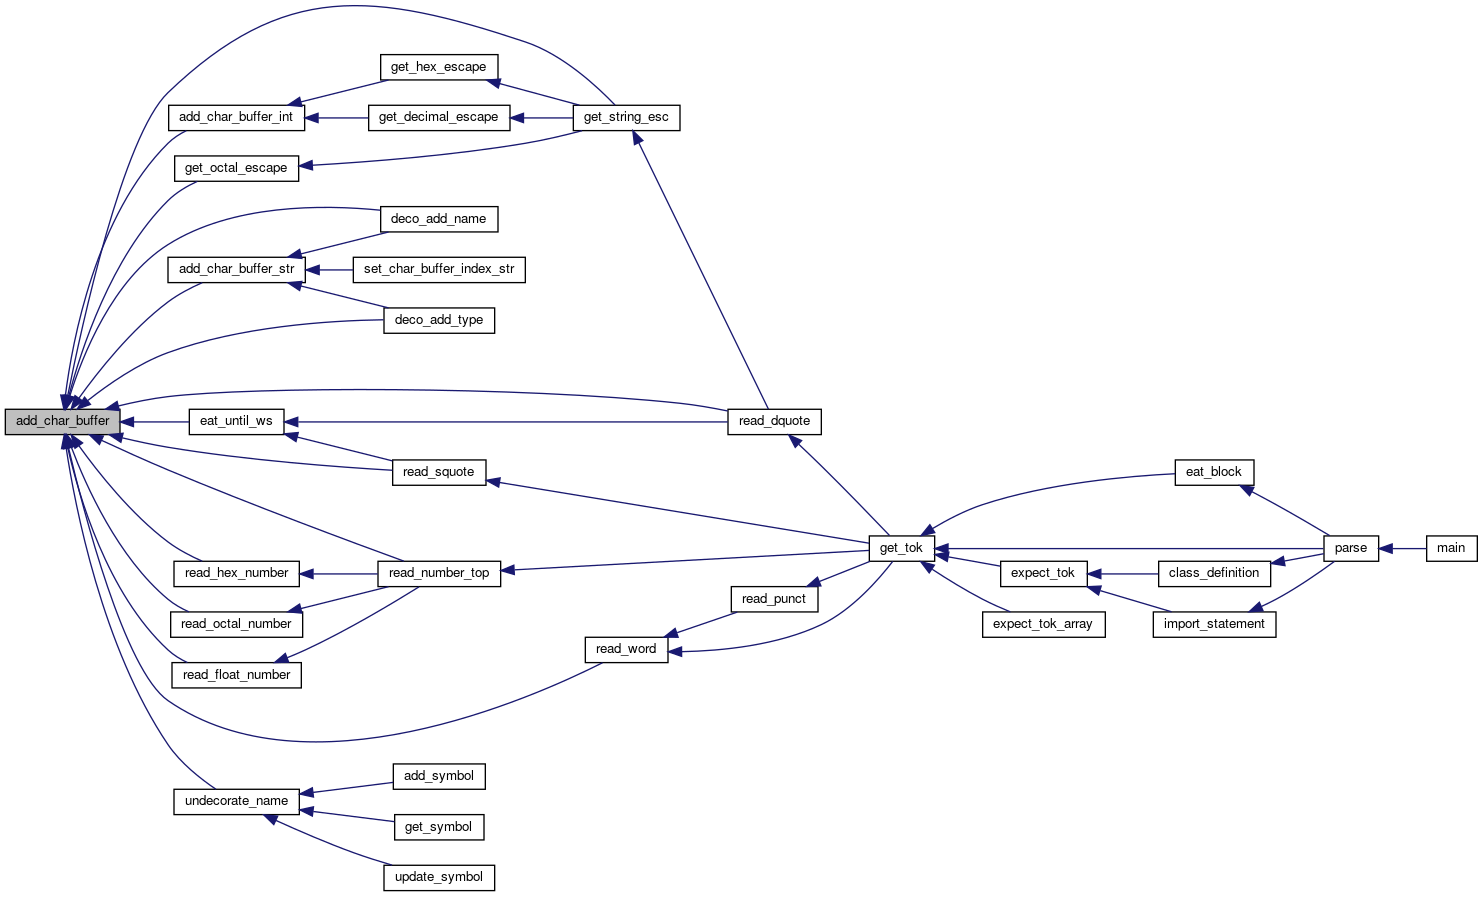 get_hex_escape
add_char_buffer_int
get_decimal_escape
get_string_esc
get_octal_escape
deco_add_name
add_char_buffer_str
set_char_buffer_index_str
deco_add_type
add_char_buffer
eat_until_ws
read_dquote
read_squote
eat_block
get_tok
parse
main
read_hex_number
read_number_top
expect_tok
class_definition
read_punct
read_octal_number
expect_tok_array
import_statement
read_word
read_float_number
add_symbol
undecorate_name
get_symbol
update_symbol